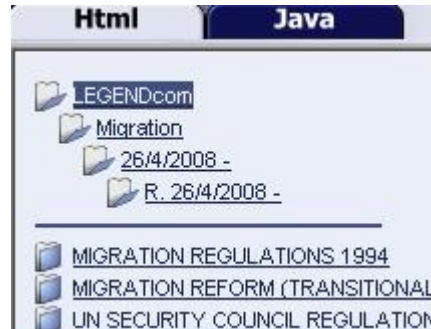 Html Java
LEGENDcom
Migration
26/4/2008 -
R. 26/4/2008 -
MIGRATION REGULATIONS 1994
MIGRATION REFORM (TRANSITIONAL
UN SECURITY COUNCIL REGULATION